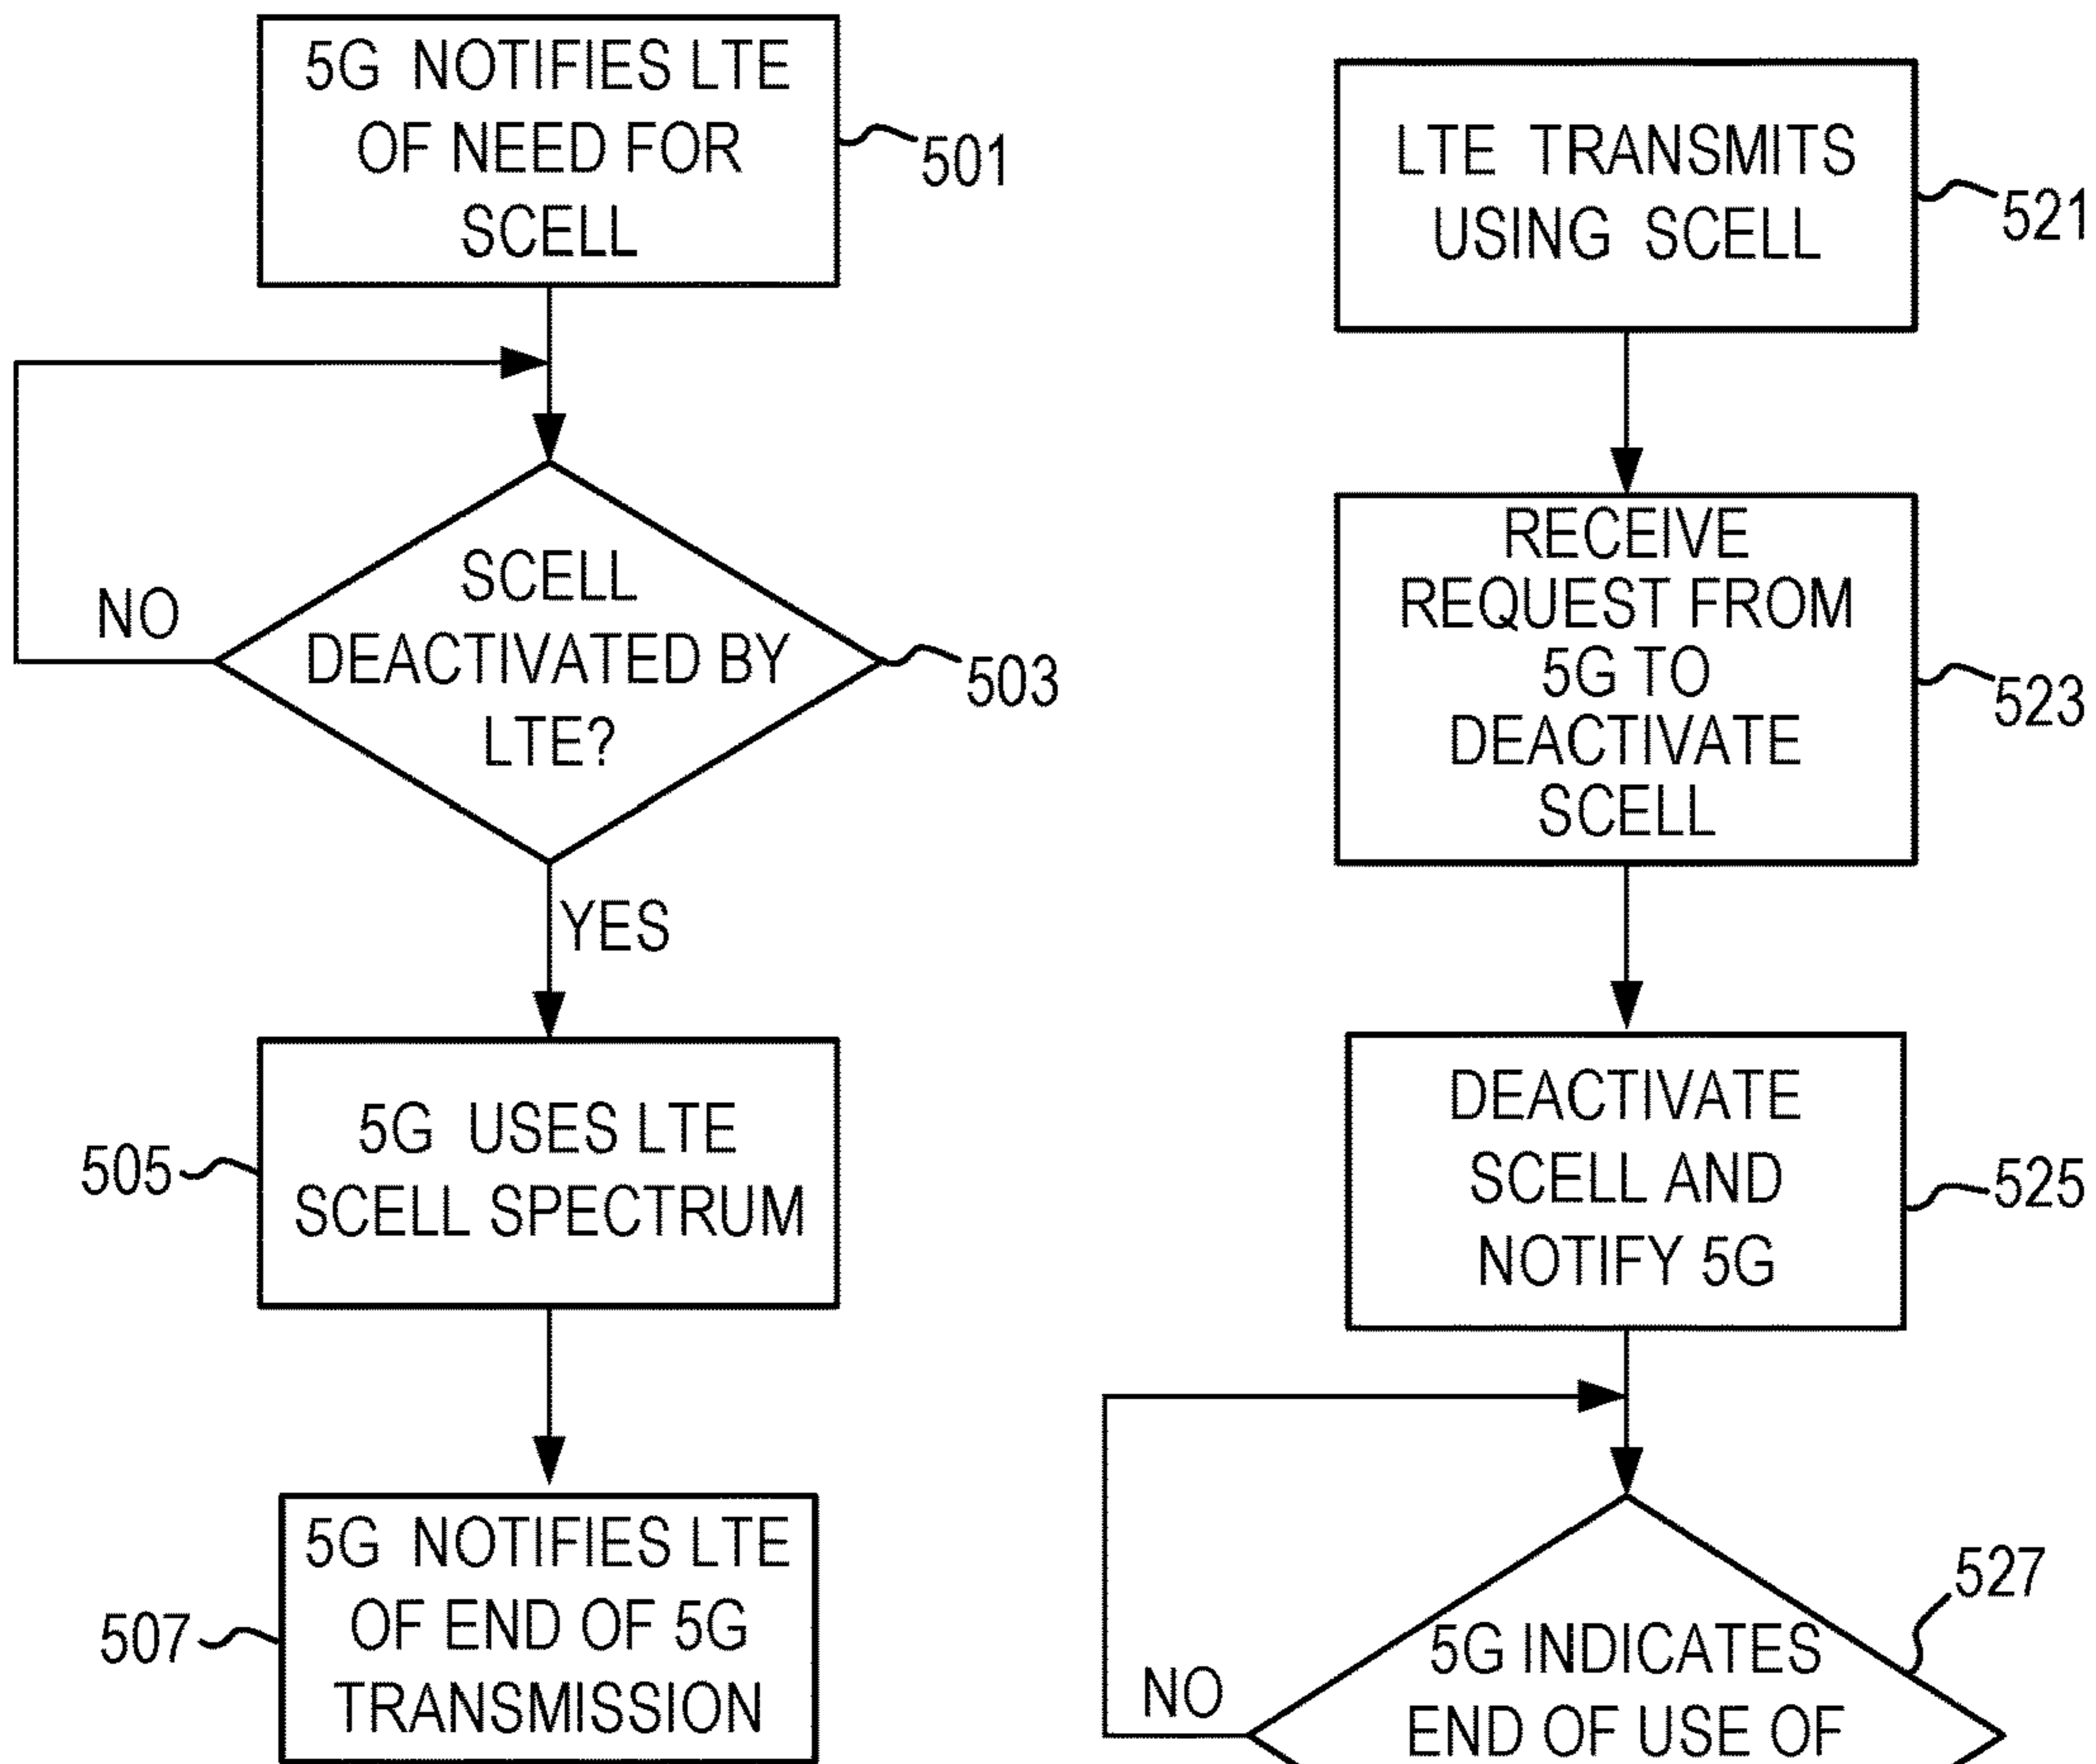 5G NOTIFIES LTE
OF NEED FOR
SCELL
501
SCELL
DEACTIVATED BY
LTE?
NO
503
YES
5G USES LTE
SCELL SPECTRUM
505
5G NOTIFIES LTE
OF END OF 5G
TRANSMISSION
507
LTE TRANSMITS
USING SCELL
521
RECEIVE
REQUEST FROM
5G TO
DEACTIVATE
SCELL
523
DEACTIVATE
SCELL AND
NOTIFY 5G
525
527
5G INDICATES
END OF USE OF
NO